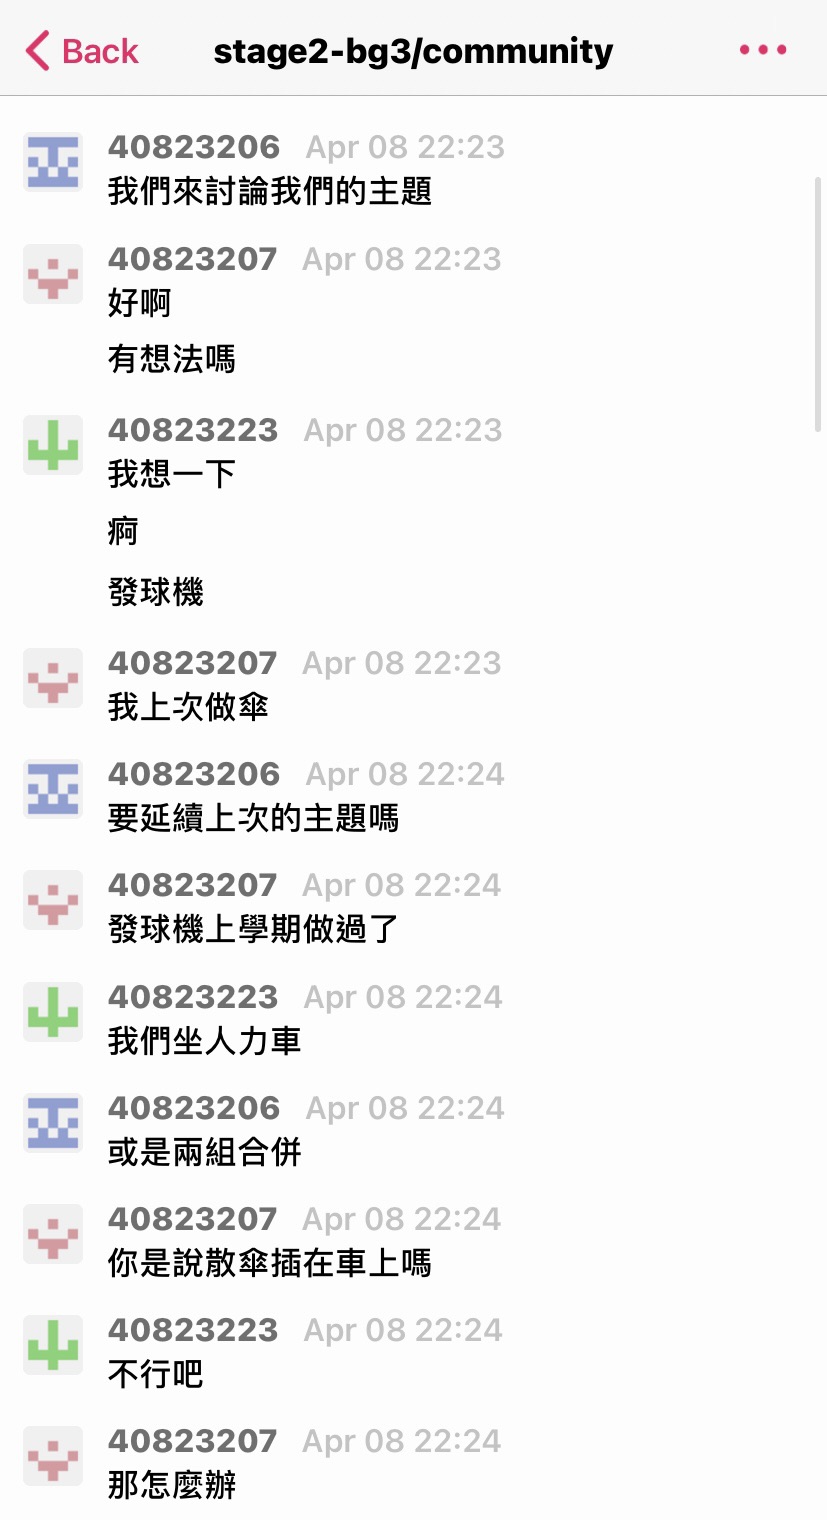 Back
stage2-bg3/community
40823206 Apr 08 22:23
我們來討論我們的主題
40823207 Apr 08 22:23
好啊
有想法嗎
40823223 Apr 08 22:23
我想一下
痾
發球機
40823207 Apr 08 22:23
我上次做傘
40823206 Apr 08 22:24
要延續上次的主題嗎
40823207 Apr 08 22:24
發球機上學期做過了
40823223 Apr 08 22:24
我們坐人力車
40823206 Apr 08 22:24
或是兩組合併
40823207 Apr 08 22:24
你是說散傘插在車上嗎
40823223 Apr 08 22:24
不行吧
40823207 Apr 08 22:24
那怎麼辦